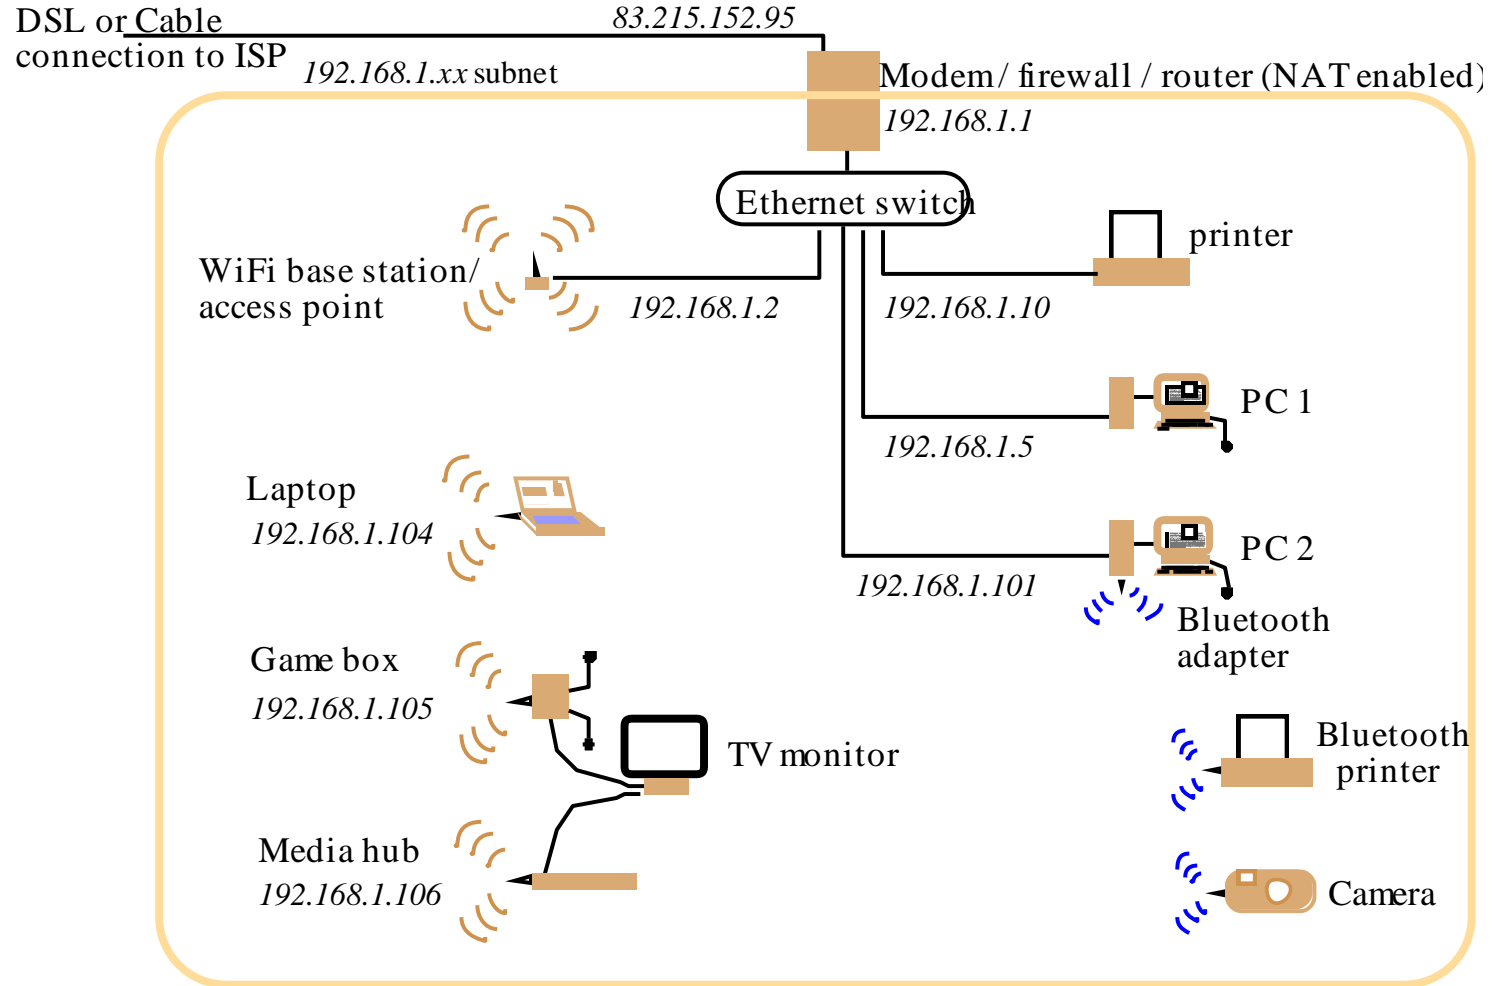 DSL or Cable
connection to ISP
83.215.152.95
192.168.1.xx subnet
Modem / firewall / router (NAT enabled)
192.168.1.1
Ethernet switch
printer
WiFi base station/
access point
192.168.1.2
192.168.1.10
PC 1
192.168.1.5
Laptop
192.168.1.104
PC 2
192.168.1.101
Bluetooth
adapter
Game box
192.168.1.105
TV monitor
Bluetooth
printer
Media hub
192.168.1.106
Camera